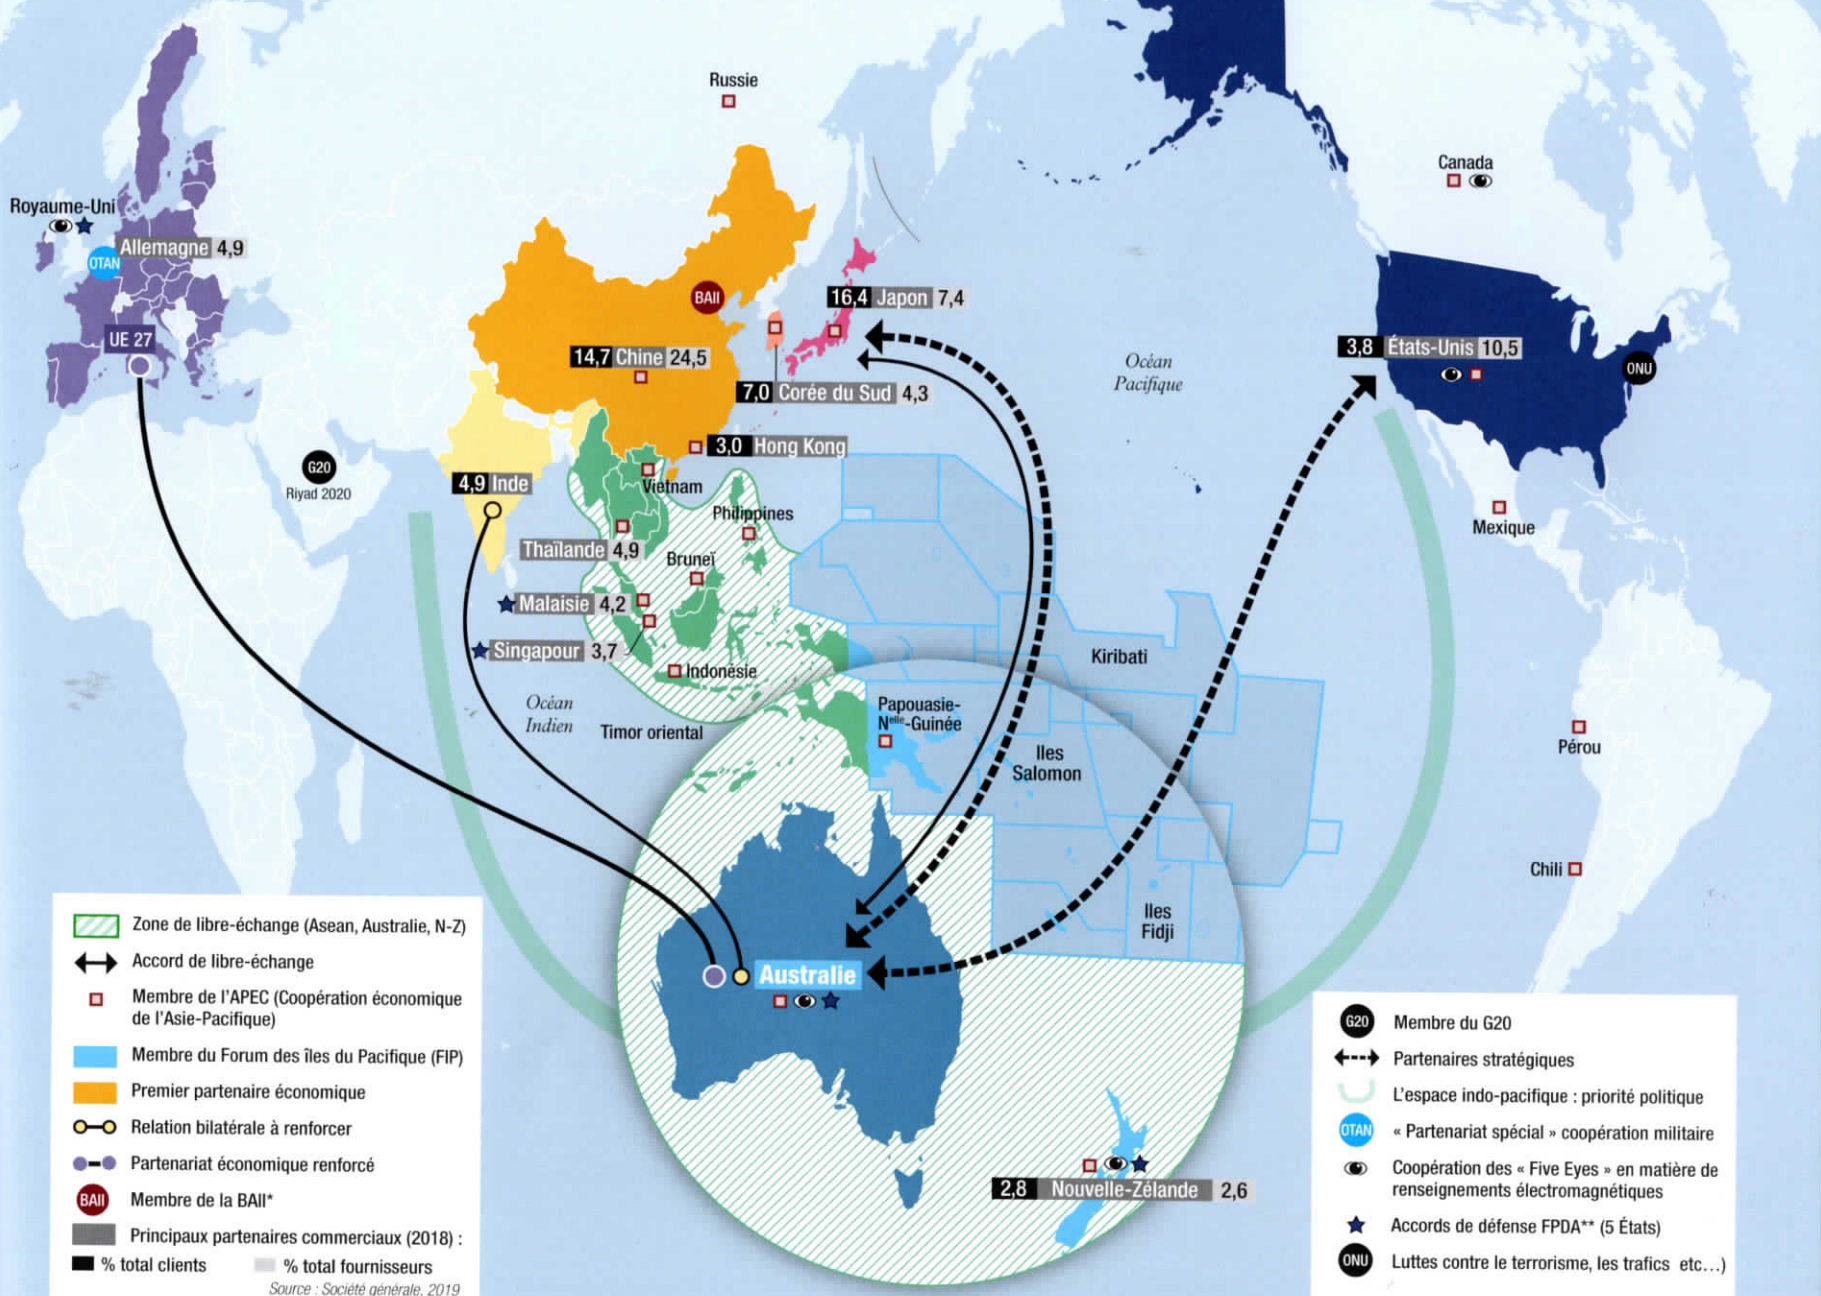 Russie
Canada
Royaume-Uni
Allemagne 4,9
OTAN
BAII
16,4 Japon 7,4
UE 27
Océan
Pacifique
3,8 États-Unis 10,5
ONU
14,7 Chine 24,5
7,0 Corée du Sud 4,3
3,0 Hong Kong
G20
Riyad 2020
4,9 Inde
Vietnam
Philippines
Mexique
Thaïlande 4,9
Bruneï
Malaisie 4,2
Singapour 3,7
Indonésie
Kiribati
Océan
Indien
Timor oriental
Papouasie-
Nelle-Guinée
Iles
Salomon
Pérou
Chili
Iles
Fidji
Australie
2,8 Nouvelle-Zélande 2,6
Zone de libre-échange (Asean, Australie, N-Z)
Accord de libre-échange
Membre de l'APEC (Coopération économique
de l'Asie-Pacifique)
Membre du Forum des îles du Pacifique (FIP)
Premier partenaire économique
Relation bilatérale à renforcer
Partenariat économique renforcé
BAII Membre de la BAII*
Principaux partenaires commerciaux (2018) :
% total clients % total fournisseurs
Source : Société générale, 2019
G20 Membre du G20
Partenaires stratégiques
L'espace indo-pacifique : priorité politique
OTAN « Partenariat spécial » coopération militaire
Coopération des « Five Eyes » en matière de
renseignements électromagnétiques
Accords de défense FPDA** (5 États)
ONU Luttes contre le terrorisme, les trafics etc…)